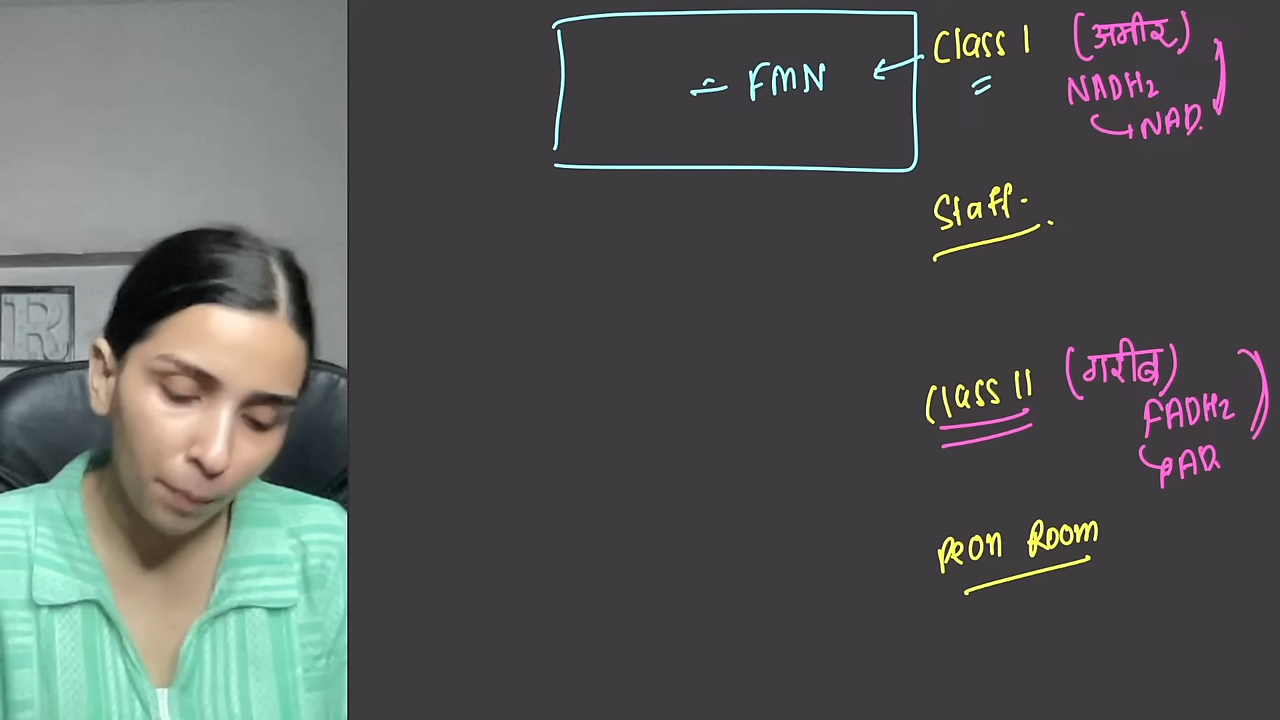 Class I (अमीर)
∴ FMN
NADH2
NAD.
Staff.
Class II (गरीब)
FADH2
FAD
Peon Room
R